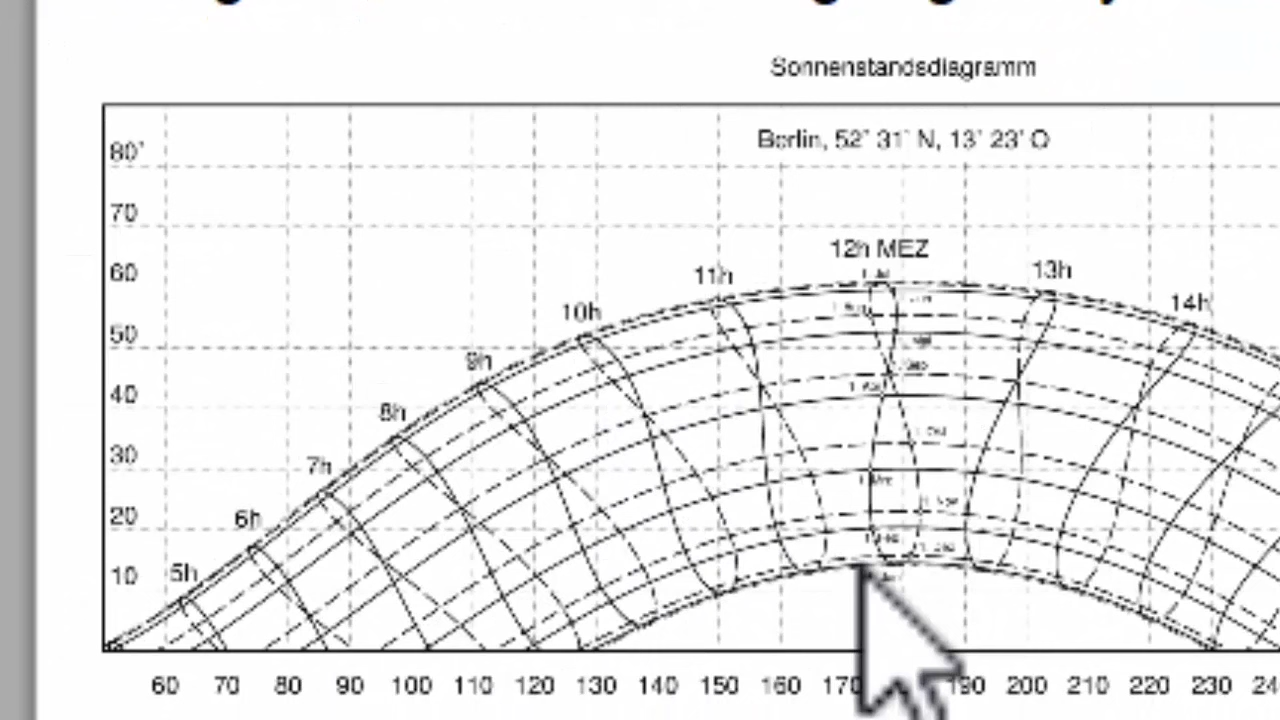 Sonnenstandsdiagramm
Berlin, 52° 31' N, 13° 23' O
80°
70
60
50
40
30
20
10
5h
6h
7h
8h
9h
10h
11h
12h MEZ
13h
14h
60 70 80 90 100 110 120 130 140 150 160 170 190 200 210 220 230